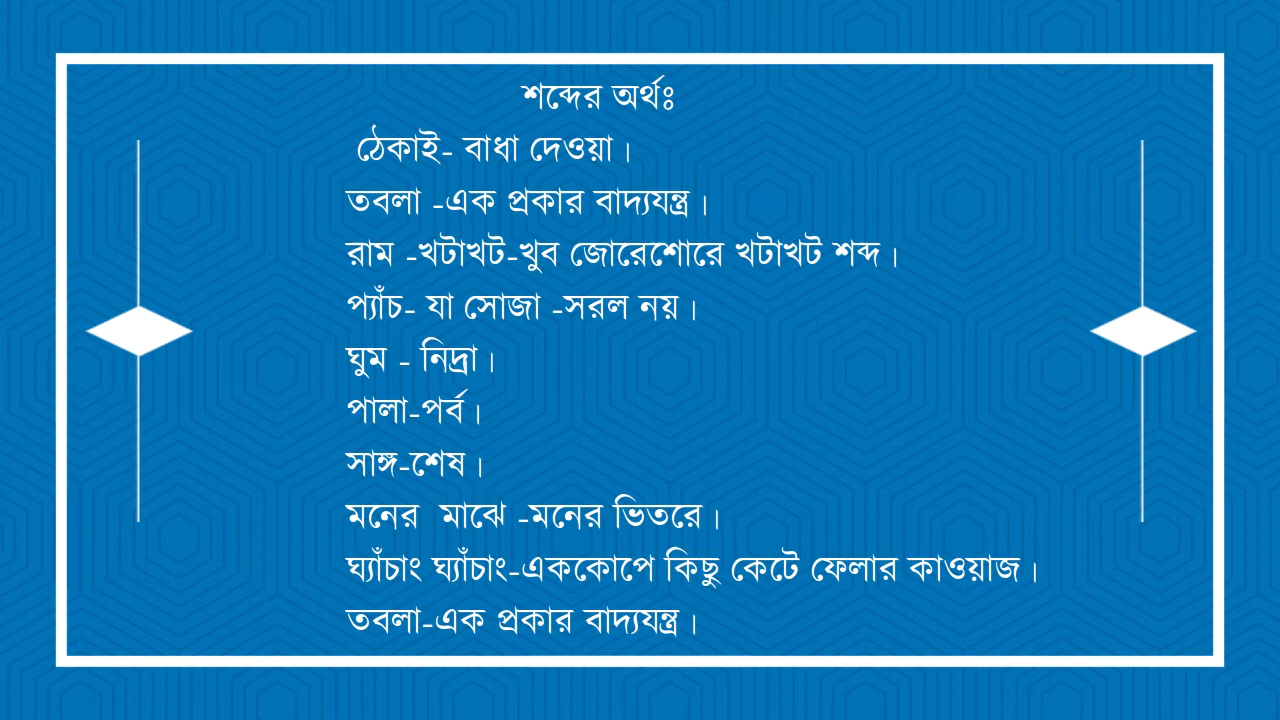 শব্দের অর্থঃ
ঠেকাই- বাধা দেওয়া।
তবলা -এক প্রকার বাদ্যযন্ত্র।
রাম -খটাখট-খুব জোরেশোরে খটাখট শব্দ।
প্যাঁচ- যা সোজা -সরল নয়।
ঘুম - নিদ্রা।
পালা-পর্ব।
সাঙ্গ-শেষ।
মনের মাঝে -মনের ভিতরে।
ঘ্যাঁচাং ঘ্যাঁচাং-এককোপে কিছু কেটে ফেলার কাওয়াজ।
তবলা-এক প্রকার বাদ্যযন্ত্র।